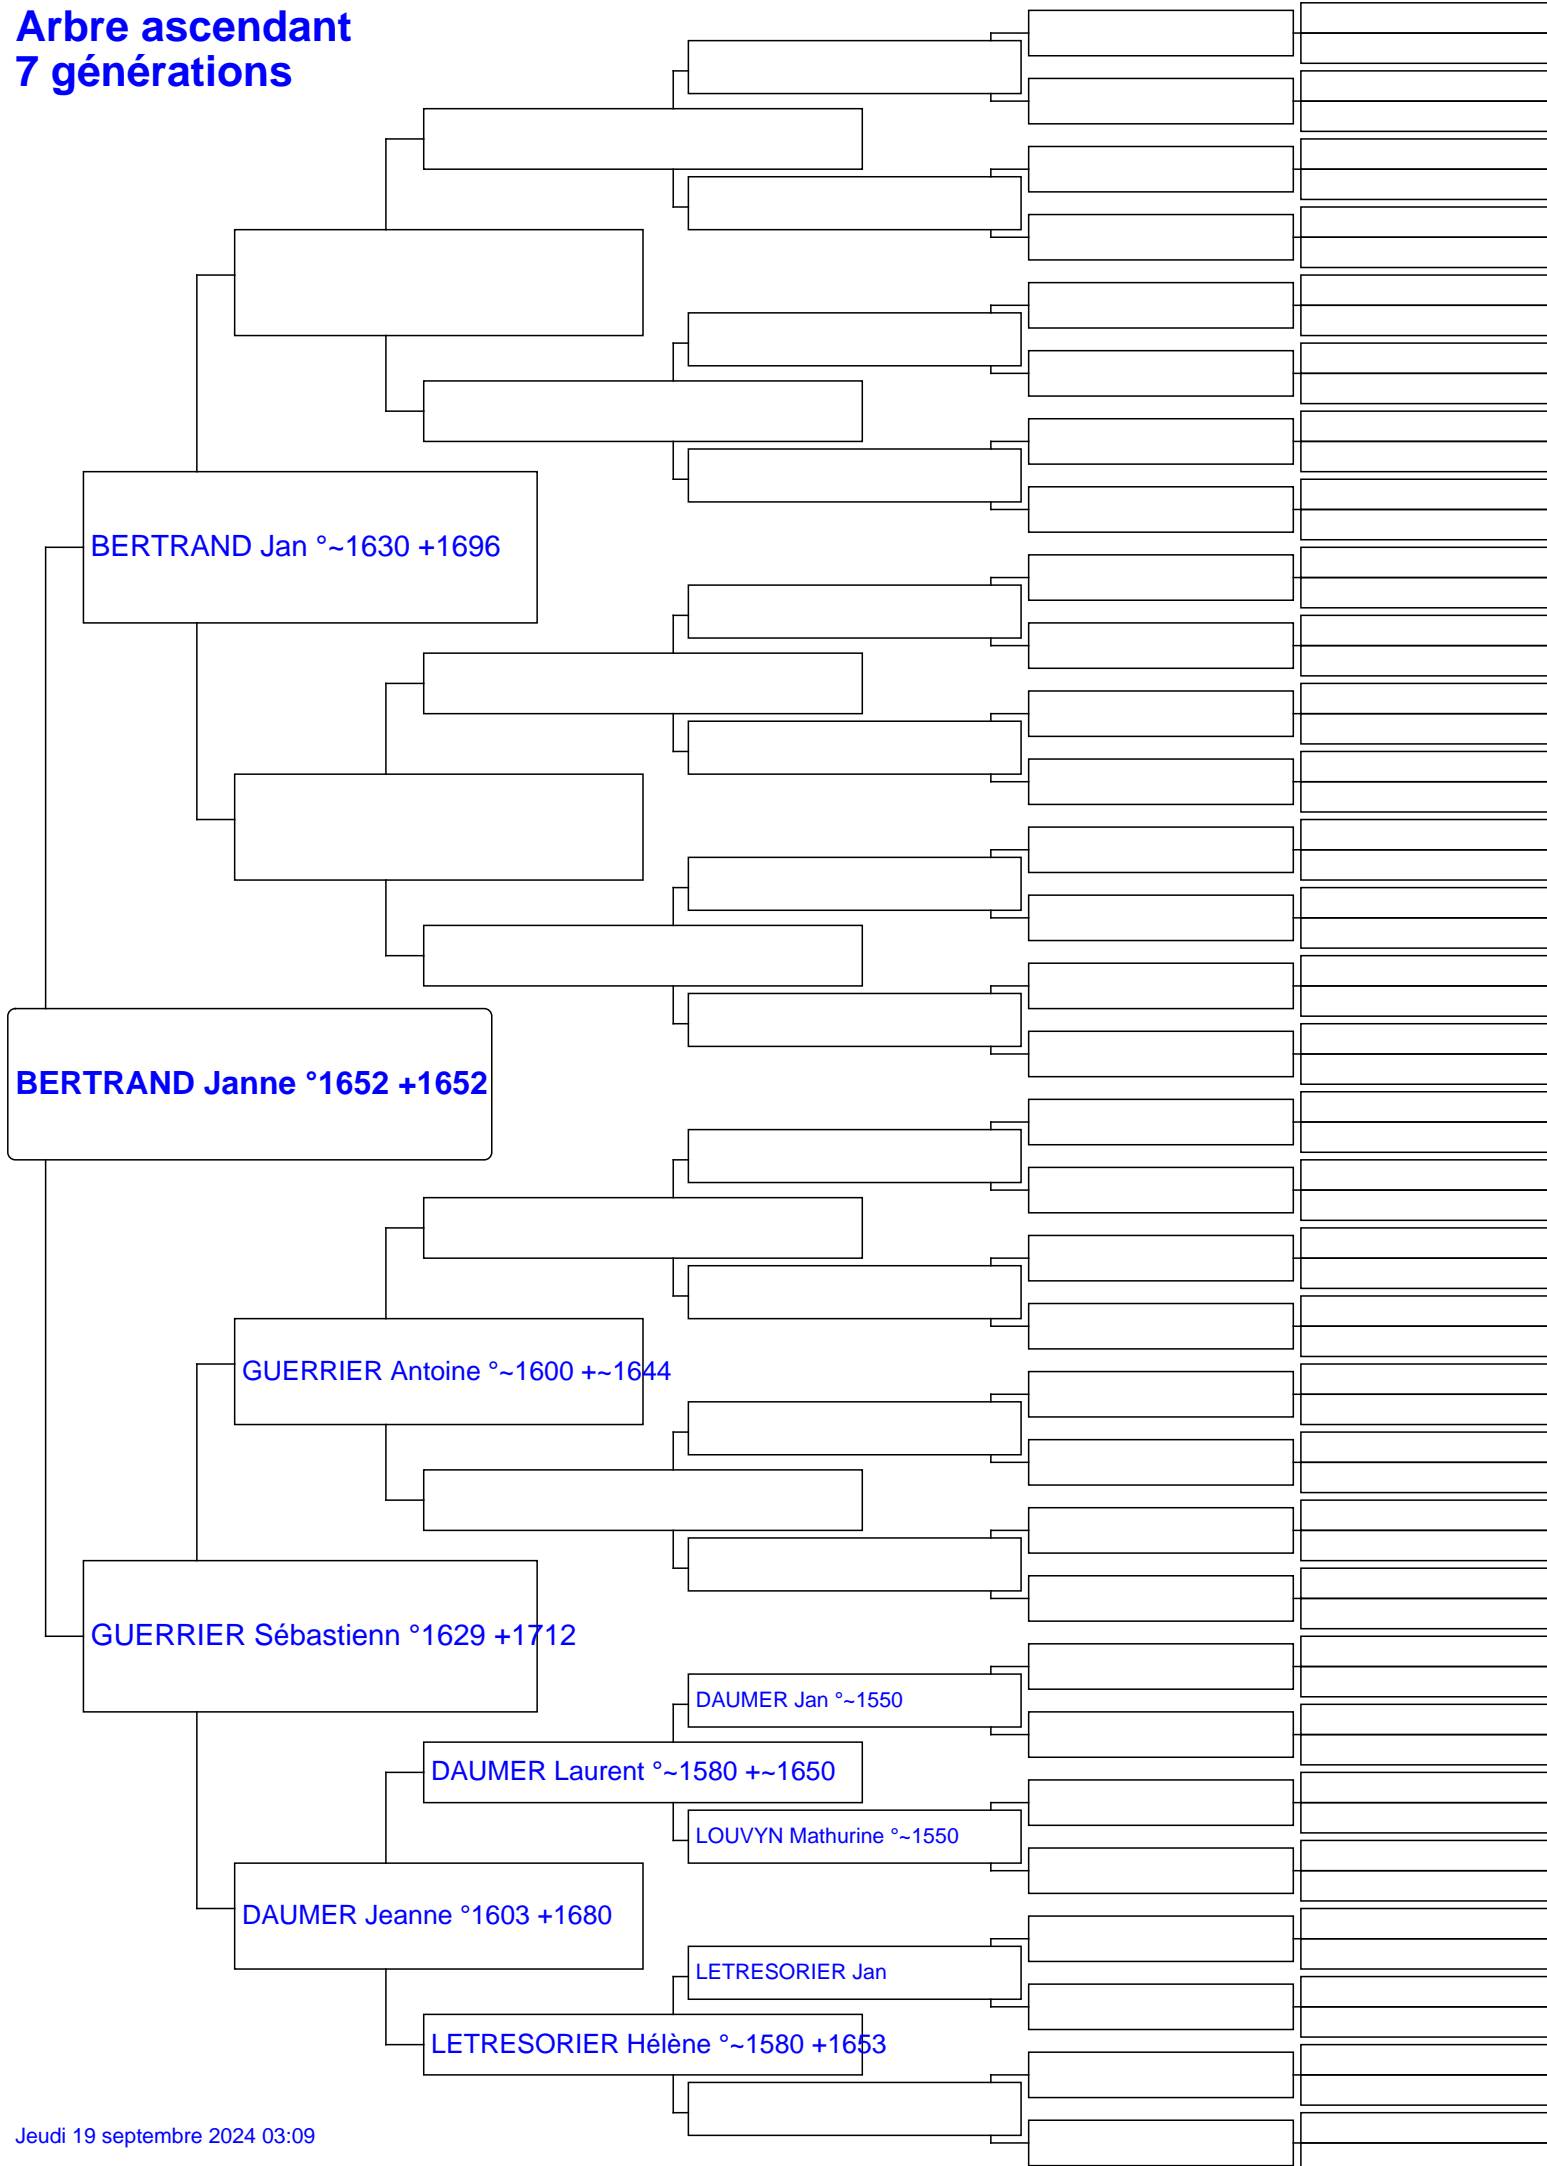 Arbre ascendant
7 générations
BERTRAND Jan °~1630 +1696
BERTRAND Janne °1652 +1652
GUERRIER Antoine °~1600 +~1644
GUERRIER Sébastienn °1629 +1712
DAUMER Jan °~1550
DAUMER Laurent °~1580 +~1650
LOUVYN Mathurine °~1550
DAUMER Jeanne °1603 +1680
LETRESORIER Jan
LETRESORIER Hélène °~1580 +1653
Jeudi 19 septembre 2024 03:09